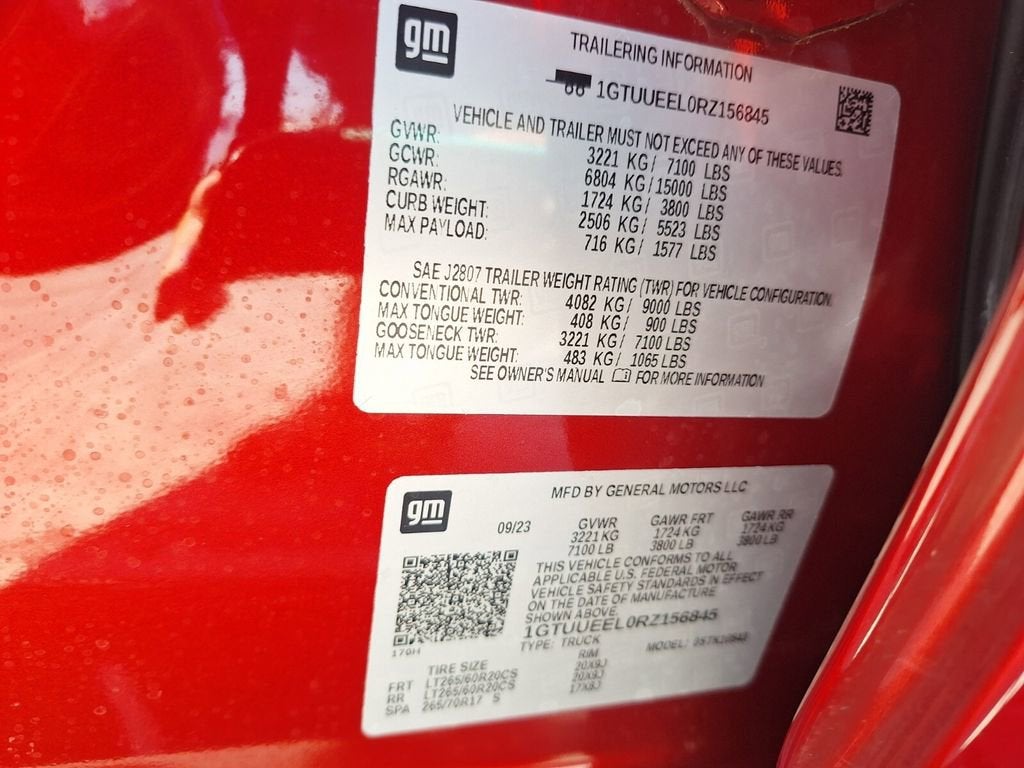 gm
TRAILERING INFORMATION
1GTUUEEL0RZ156845
VEHICLE AND TRAILER MUST NOT EXCEED ANY OF THESE VALUES.
GVWR: 3221 KG/ 7100 LBS
GCWR: 6804 KG/ 15000 LBS
RGAWR: 1724 KG/ 3800 LBS
CURB WEIGHT: 2506 KG/ 5523 LBS
MAX PAYLOAD: 716 KG/ 1577 LBS
SAE J2807 TRAILER WEIGHT RATING (TWR) FOR VEHICLE CONFIGURATION.
CONVENTIONAL TWR: 4082 KG/ 9000 LBS
MAX TONGUE WEIGHT: 408 KG/ 900 LBS
GOOSENECK TWR: 3221 KG/ 7100 LBS
MAX TONGUE WEIGHT: 483 KG/ 1065 LBS
SEE OWNER'S MANUAL FOR MORE INFORMATION
gm
MFD BY GENERAL MOTORS LLC
09/23 GVWR GAWR FRT GAWR RR
3221 KG 1724 KG 1724 KG
7100 LB 3800 LB 3800 LB
THIS VEHICLE CONFORMS TO ALL
APPLICABLE U.S. FEDERAL MOTOR
VEHICLE SAFETY STANDARDS IN EFFECT
ON THE DATE OF MANUFACTURE
SHOWN ABOVE.
1GTUUEEL0RZ156845
TYPE: TRUCK MODEL:
179H
TIRE SIZE RIM
FRT LT265/60R20CS 20X9J
RR LT265/60R20CS 20X9J
SPA 265/70R17 S 17X8J